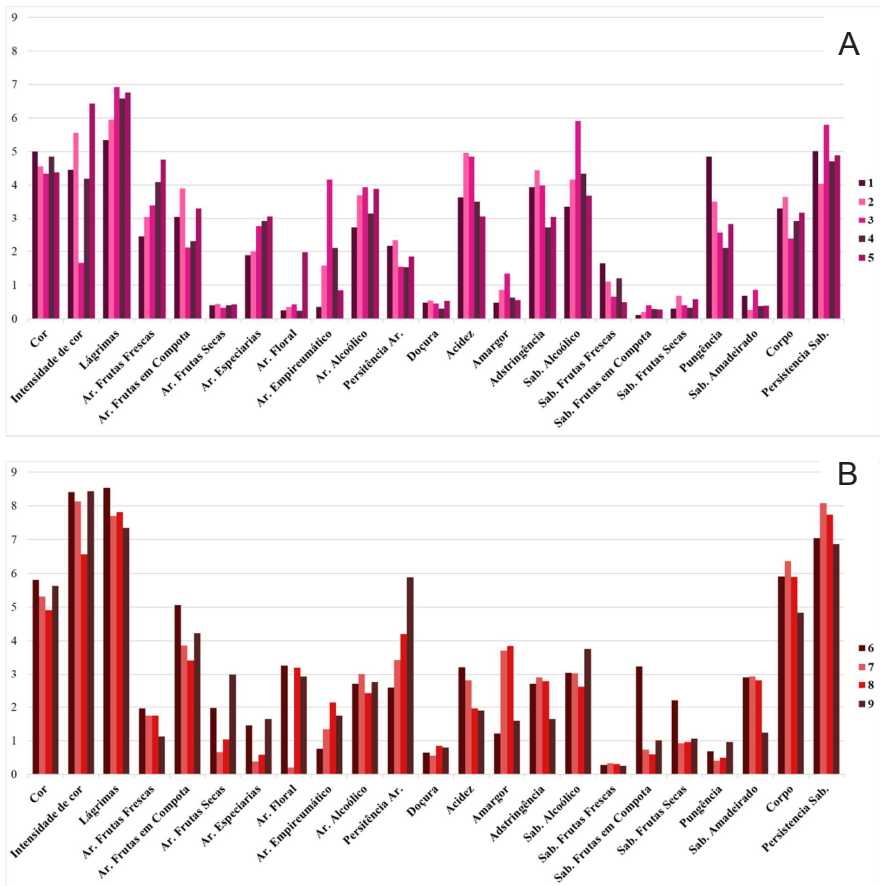 A
9
8
7
6
5
4
3
2
1
0
Cor
Intensidade de cor
Lágrimas
Ar. Frutas Frescas
Ar. Frutas em Compota
Ar. Frutas Secas
Ar. Especiarias
Ar. Floral
Ar. Empireumático
Ar. Alcoólico
Persitência Ar.
Doçura
Acidez
Amargor
Adstringência
Sab. Alcoólico
Sab. Frutas Frescas
Sab. Frutas em Compota
Sab. Frutas Secas
Pungência
Sab. Amadeirado
Corpo
Persistencia Sab.
1
2
3
4
5
B
9
8
7
6
5
4
3
2
1
0
Cor
Intensidade de cor
Lágrimas
Ar. Frutas Frescas
Ar. Frutas em Compota
Ar. Frutas Secas
Ar. Especiarias
Ar. Floral
Ar. Empireumático
Ar. Alcoólico
Persitência Ar.
Doçura
Acidez
Amargor
Adstringência
Sab. Alcoólico
Sab. Frutas Frescas
Sab. Frutas em Compota
Sab. Frutas Secas
Pungência
Sab. Amadeirado
Corpo
Persistencia Sab.
6
7
8
9